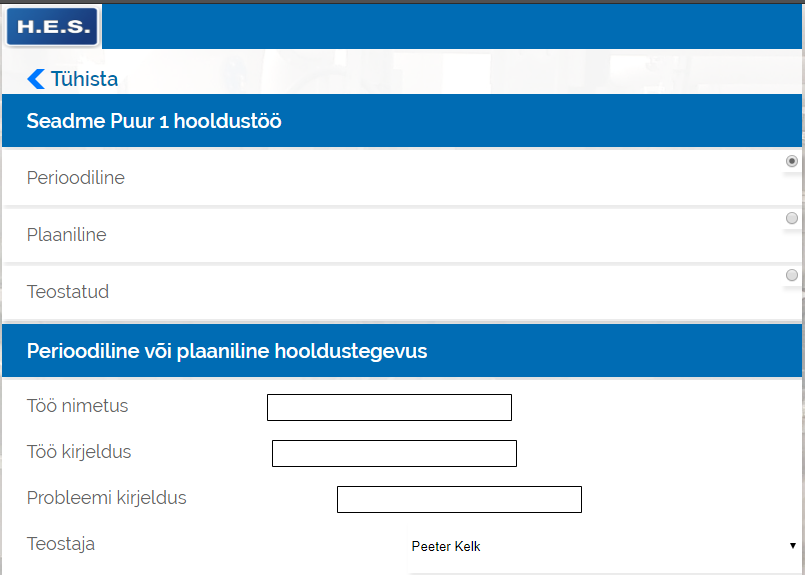 H.E.S.
Tühista
Seadme Puur 1 hooldustöö
Perioodiline
Plaaniline
Teostatud
Perioodiline või plaaniline hooldustegevus
Töö nimetus
Töö kirjeldus
Probleemi kirjeldus
Teostaja Peeter Kelk